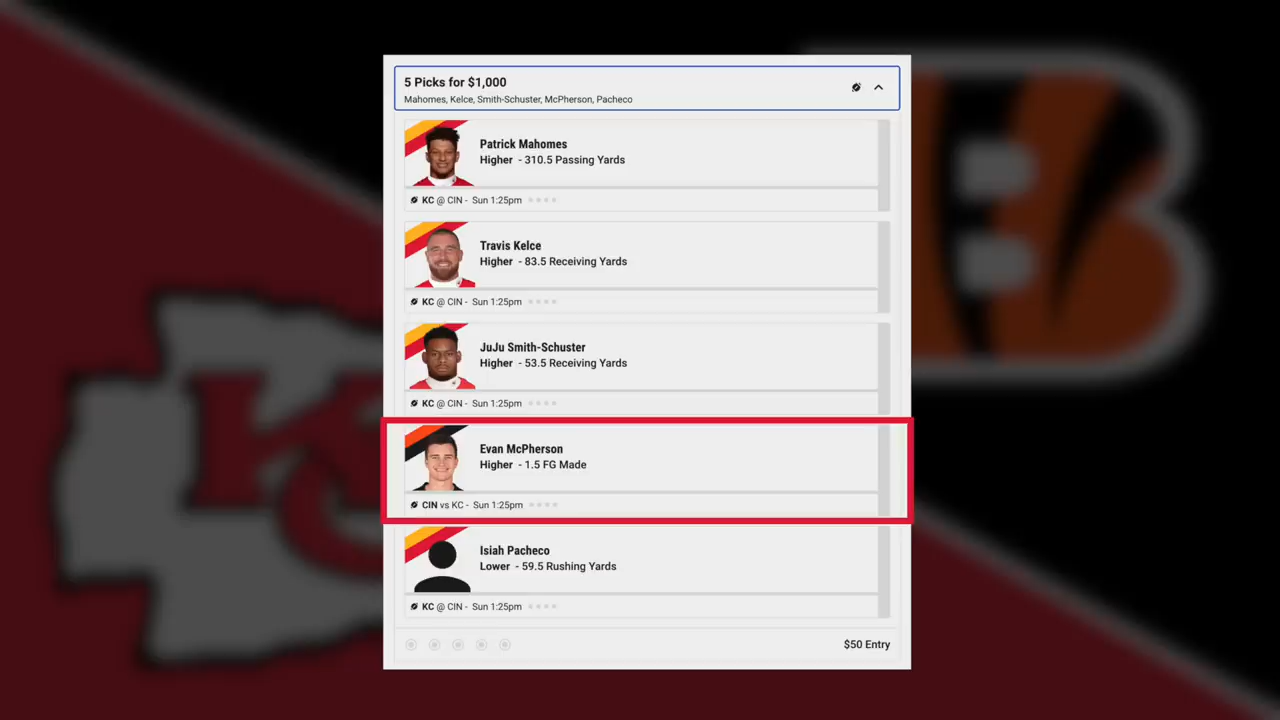 5 Picks for $1,000
Mahomes, Kelce, Smith-Schuster, McPherson, Pacheco
Patrick Mahomes
Higher - 310.5 Passing Yards
KC @ CIN - Sun 1:25pm
Travis Kelce
Higher - 83.5 Receiving Yards
KC @ CIN - Sun 1:25pm
JuJu Smith-Schuster
Higher - 53.5 Receiving Yards
KC @ CIN - Sun 1:25pm
Evan McPherson
Higher - 1.5 FG Made
CIN vs KC - Sun 1:25pm
Isiah Pacheco
Lower - 59.5 Rushing Yards
KC @ CIN - Sun 1:25pm
$50 Entry
KC
B